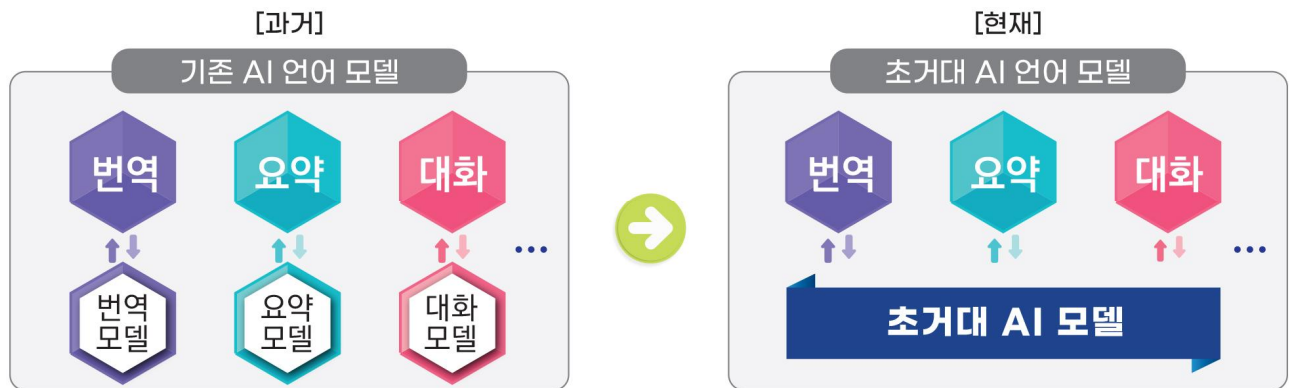 [과거]
기존 AI 언어 모델
번역
요약
대화
...
번역
모델
요약
모델
대화
모델
[현재]
초거대 AI 언어 모델
번역
요약
대화
...
초거대 AI 모델